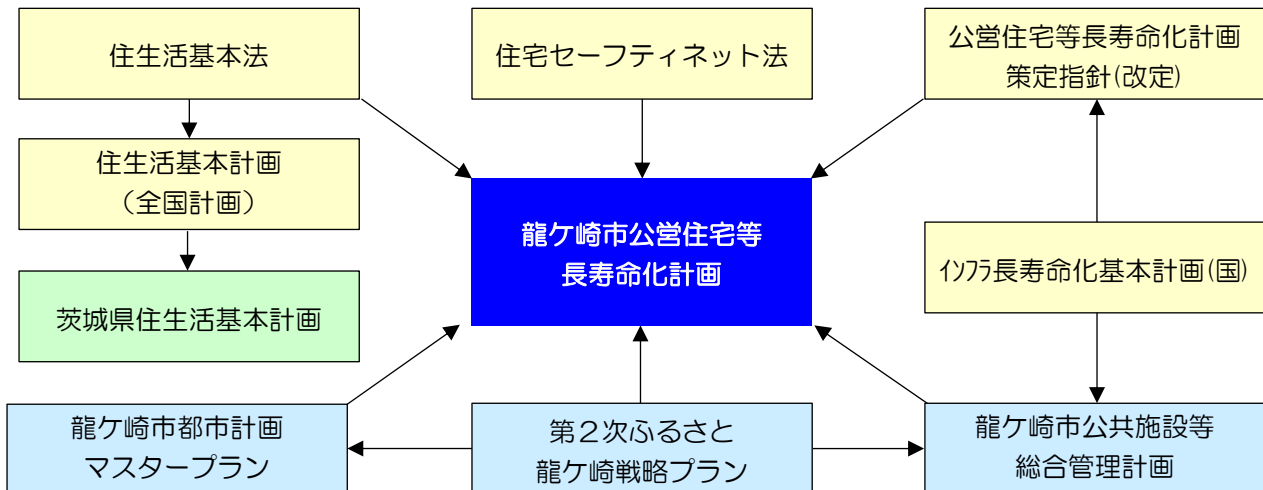 住生活基本法
住宅セーフティネット法
公営住宅等長寿命化計画
策定指針(改定)
住生活基本計画
(全国計画)
龍ケ崎市公営住宅等
長寿命化計画
ｲﾝﾌﾗ長寿命化基本計画(国)
茨城県住生活基本計画
龍ケ崎市都市計画
マスタープラン
第２次ふるさと
龍ケ崎戦略プラン
龍ケ崎市公共施設等
総合管理計画